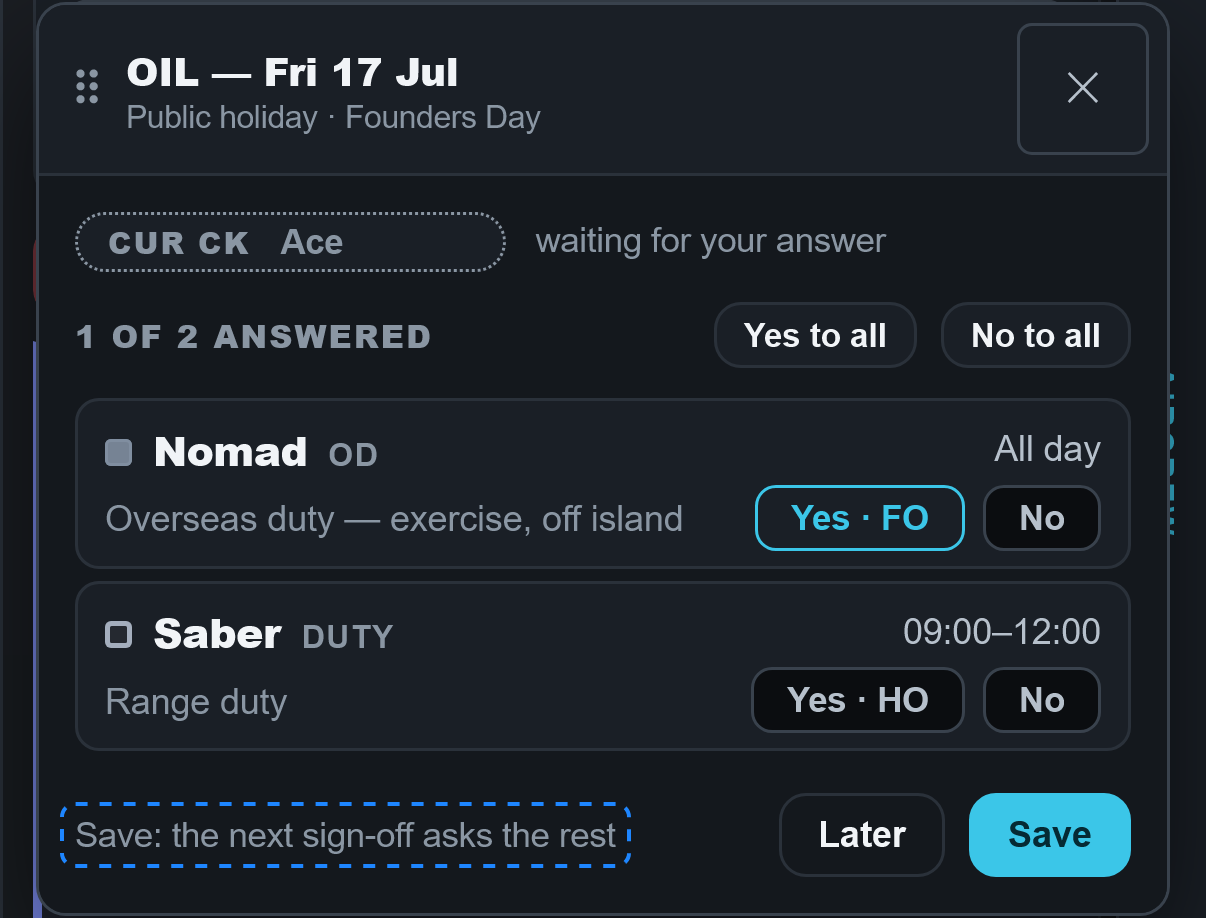 OIL — Fri 17 Jul
Public holiday · Founders Day
CUR CK Ace waiting for your answer
1 OF 2 ANSWERED Yes to all No to all
Nomad OD All day
Overseas duty — exercise, off island Yes · FO No
Saber DUTY 09:00–12:00
Range duty Yes · HO No
Save: the next sign-off asks the rest Later Save